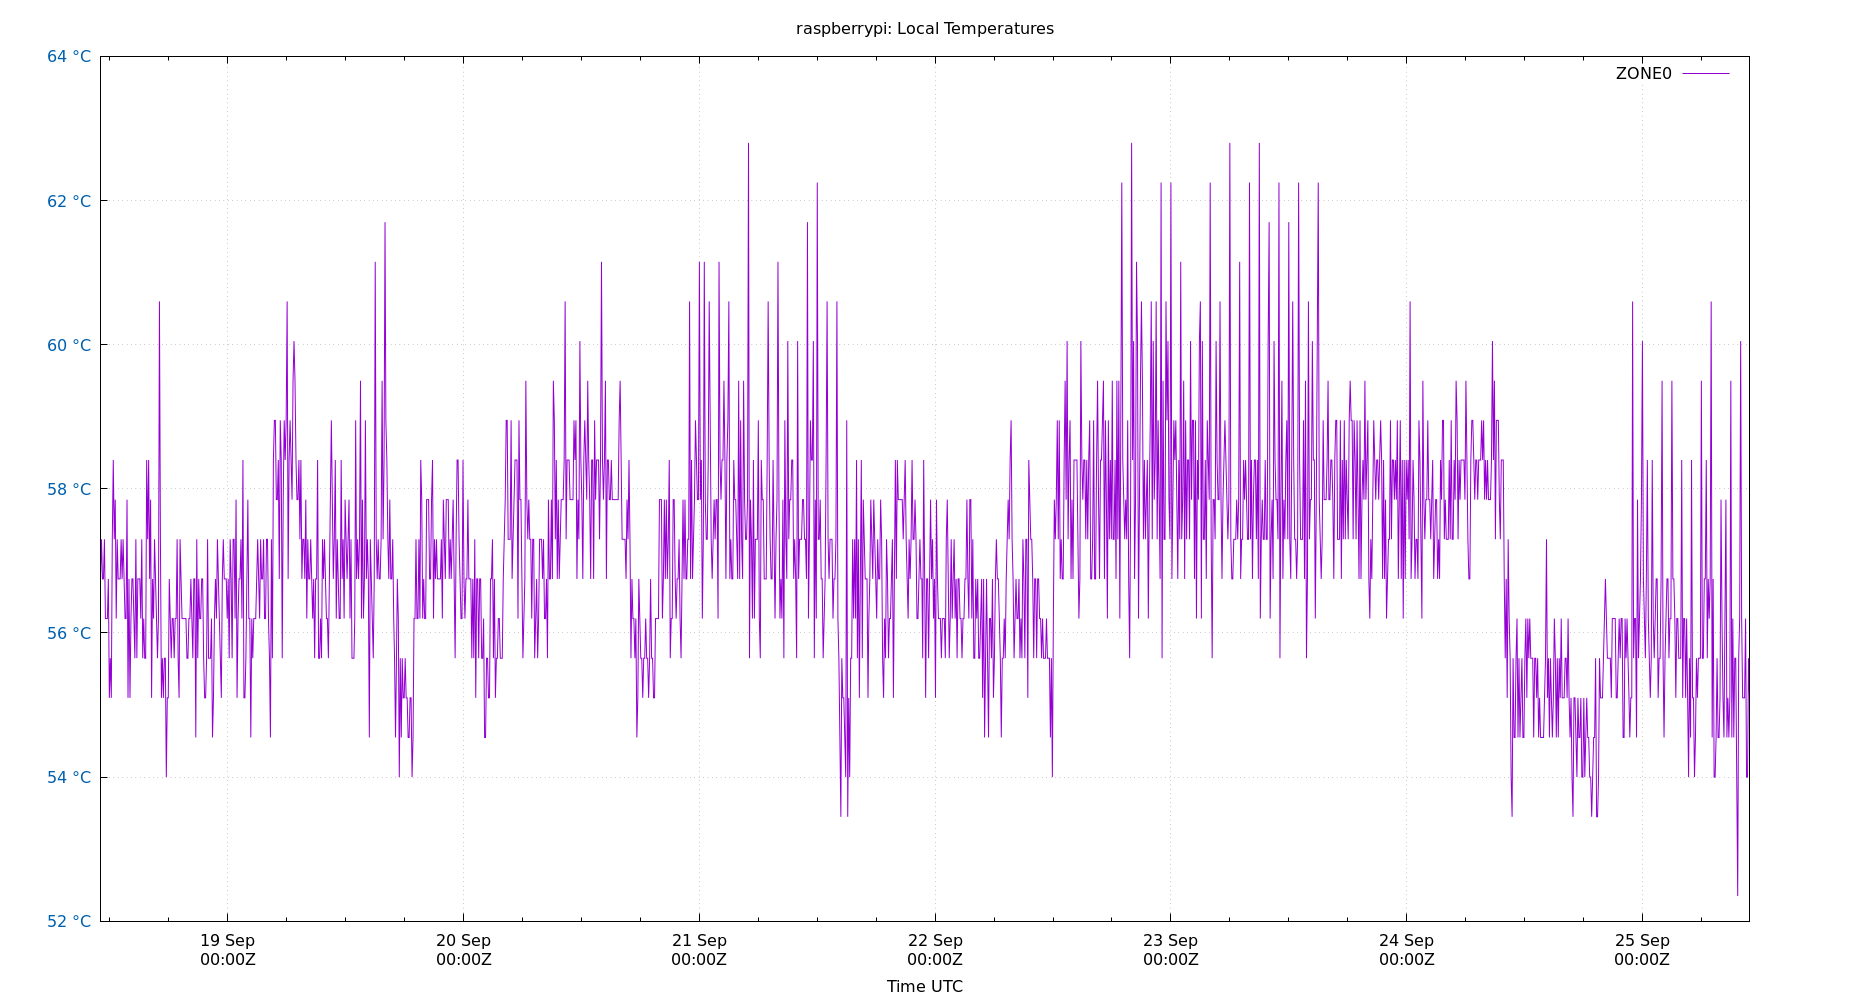 raspberrypi: Local Temperatures
64 °C
ZONE0
62 °C
60 °C
58 °C
56 °C
54 °C
52 °C
19 Sep 20 Sep 21 Sep 22 Sep 23 Sep 24 Sep 25 Sep
00:00Z 00:00Z 00:00Z 00:00Z 00:00Z 00:00Z 00:00Z
Time UTC